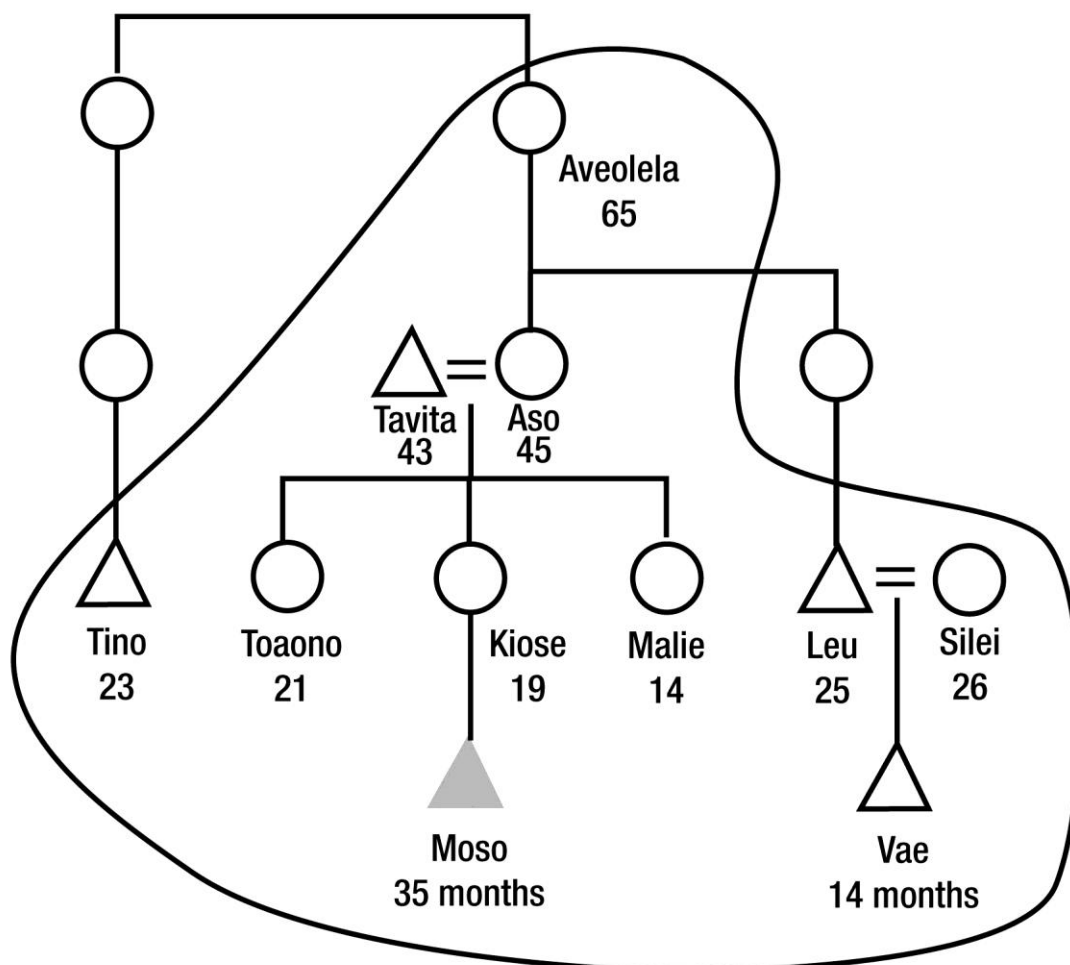 Aveolela
65
Tavita
43
Aso
45
Tino
23
Toaono
21
Kiose
19
Malie
14
Leu
25
Silei
26
Moso
35 months
Vae
14 months